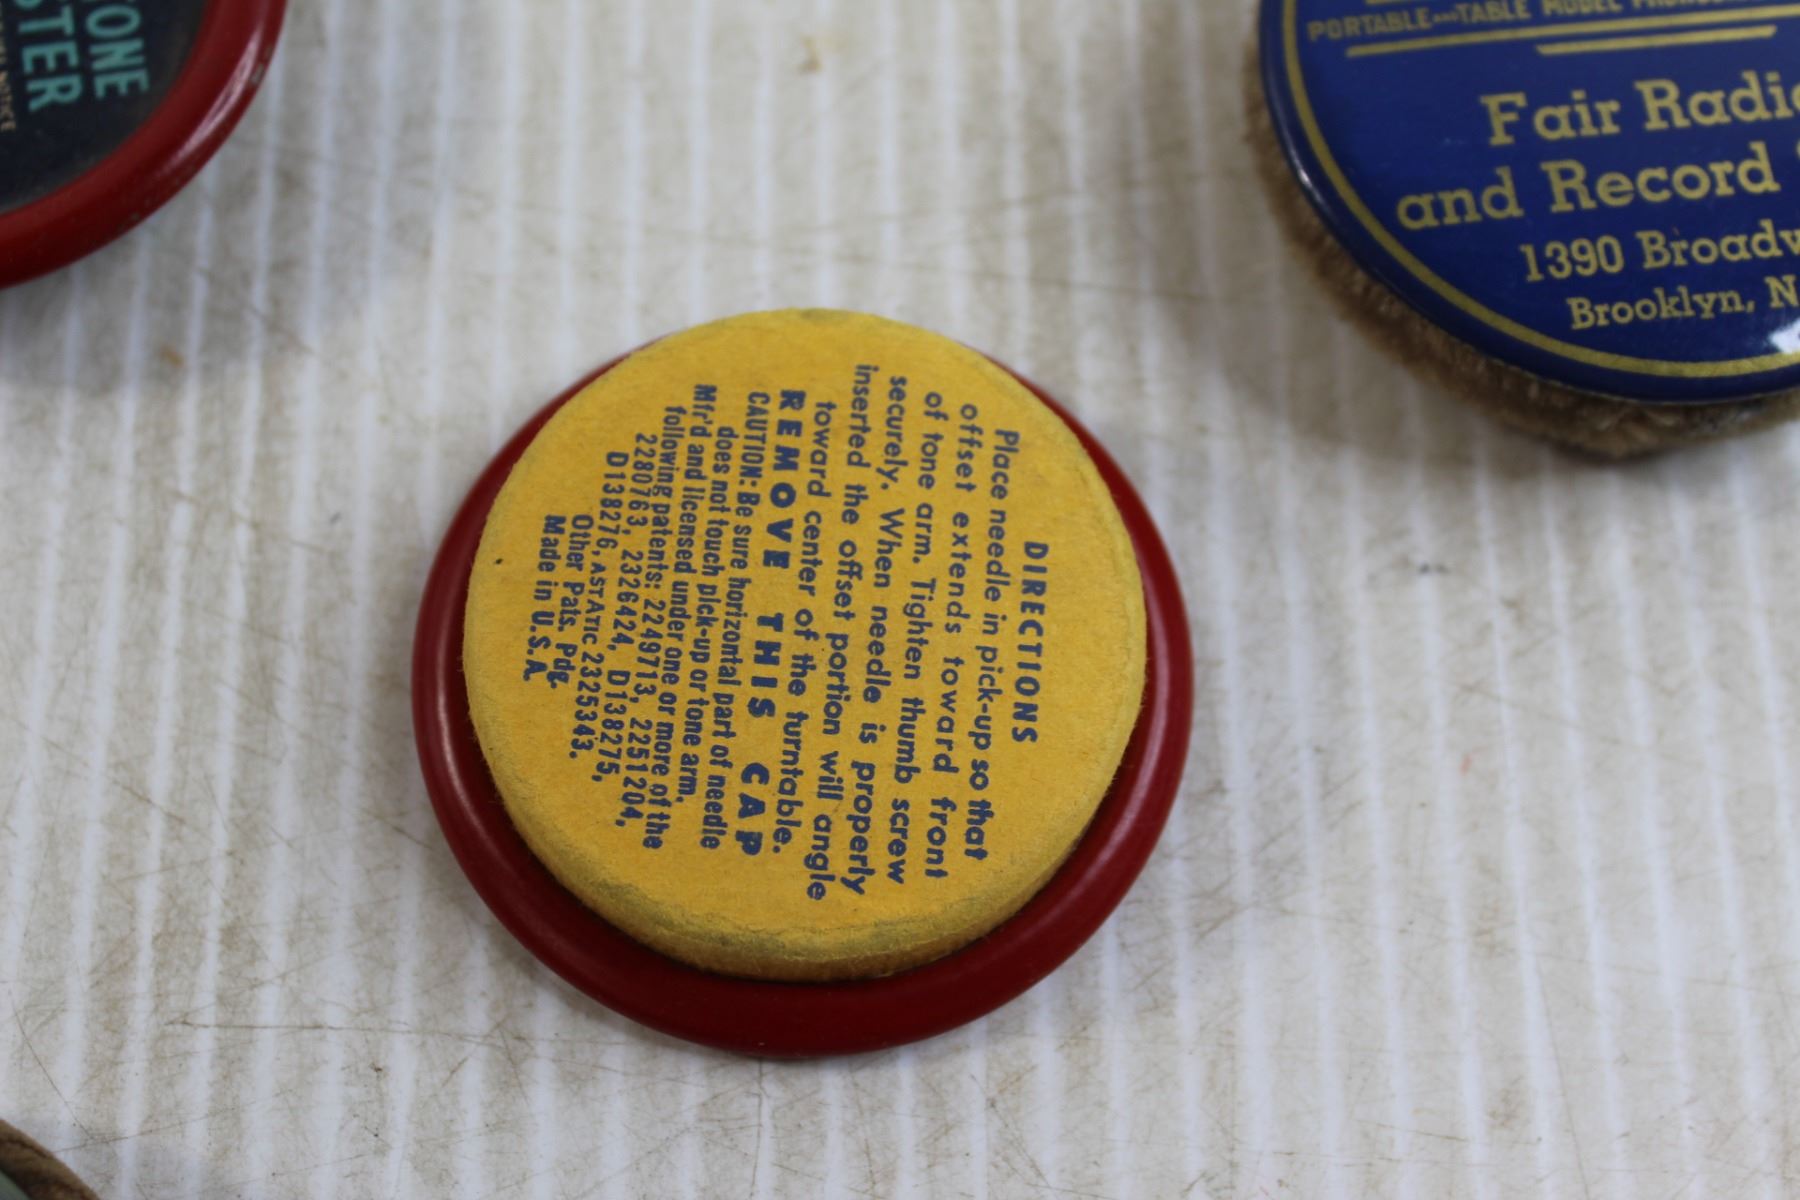 TONE
STER
PORTABLE AND TABLE MODEL
Fair Radio
and Record
1390 Broadw
Brooklyn, N
DIRECTIONS
Place needle in pick-up so that
offset extends toward front
of tone arm. Tighten thumb screw
securely. When needle is properly
inserted the offset portion will angle
toward center of the turntable.
REMOVE THIS CAP
CAUTION: Be sure horizontal part of needle
does not touch pick-up or tone arm.
Mfr'd and licensed under one or more of the
following patents: 2249713, 2251204,
2280763, 2326424, D138275,
D138276, ASTATIC 2325343.
Other Pats. Pdg.
Made in U.S.A.